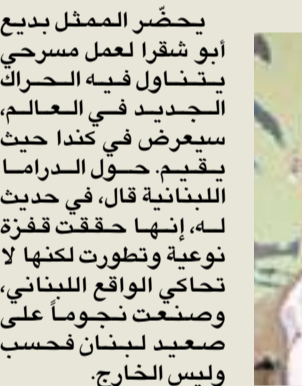 يحضّر الممثل بديع
أبو شقرا لعمل مسرحي
يتناول فيه الحراك
الجديد في العالم،
سيعرض في كندا حيث
يقيم. حول الدراما
اللبنانية قال، في حديث
له، إنها حققت قفزة
نوعية وتطورت لكنها لا
تحاكي الواقع اللبناني،
وصنعت نجوماً على
صعيد لبنان فحسب
وليس الخارج.